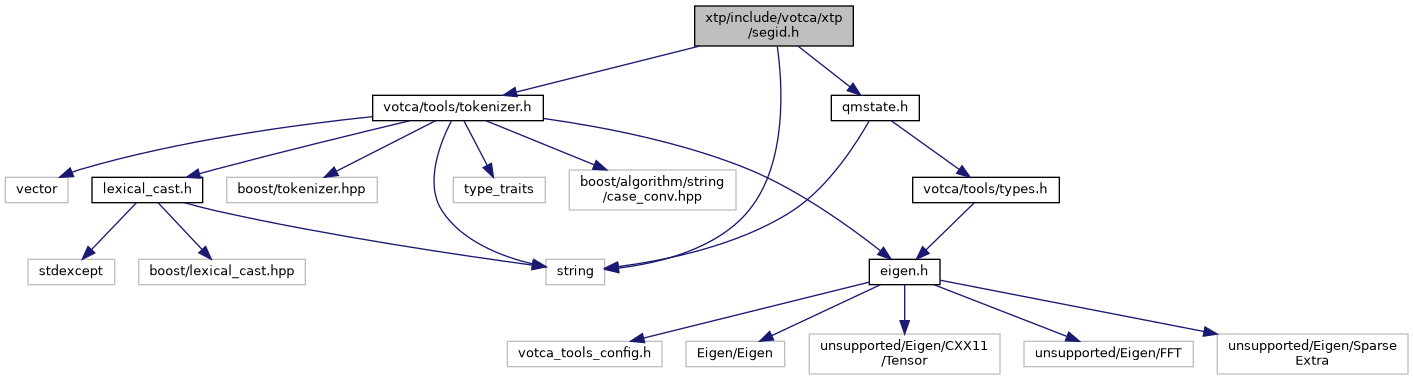 xtp/include/votca/xtp
/segid.h
votca/tools/tokenizer.h
qmstate.h
vector
lexical_cast.h
boost/tokenizer.hpp
type_traits
boost/algorithm/string
/case_conv.hpp
votca/tools/types.h
stdexcept
boost/lexical_cast.hpp
string
eigen.h
votca_tools_config.h
Eigen/Eigen
unsupported/Eigen/CXX11
/Tensor
unsupported/Eigen/FFT
unsupported/Eigen/Sparse
Extra